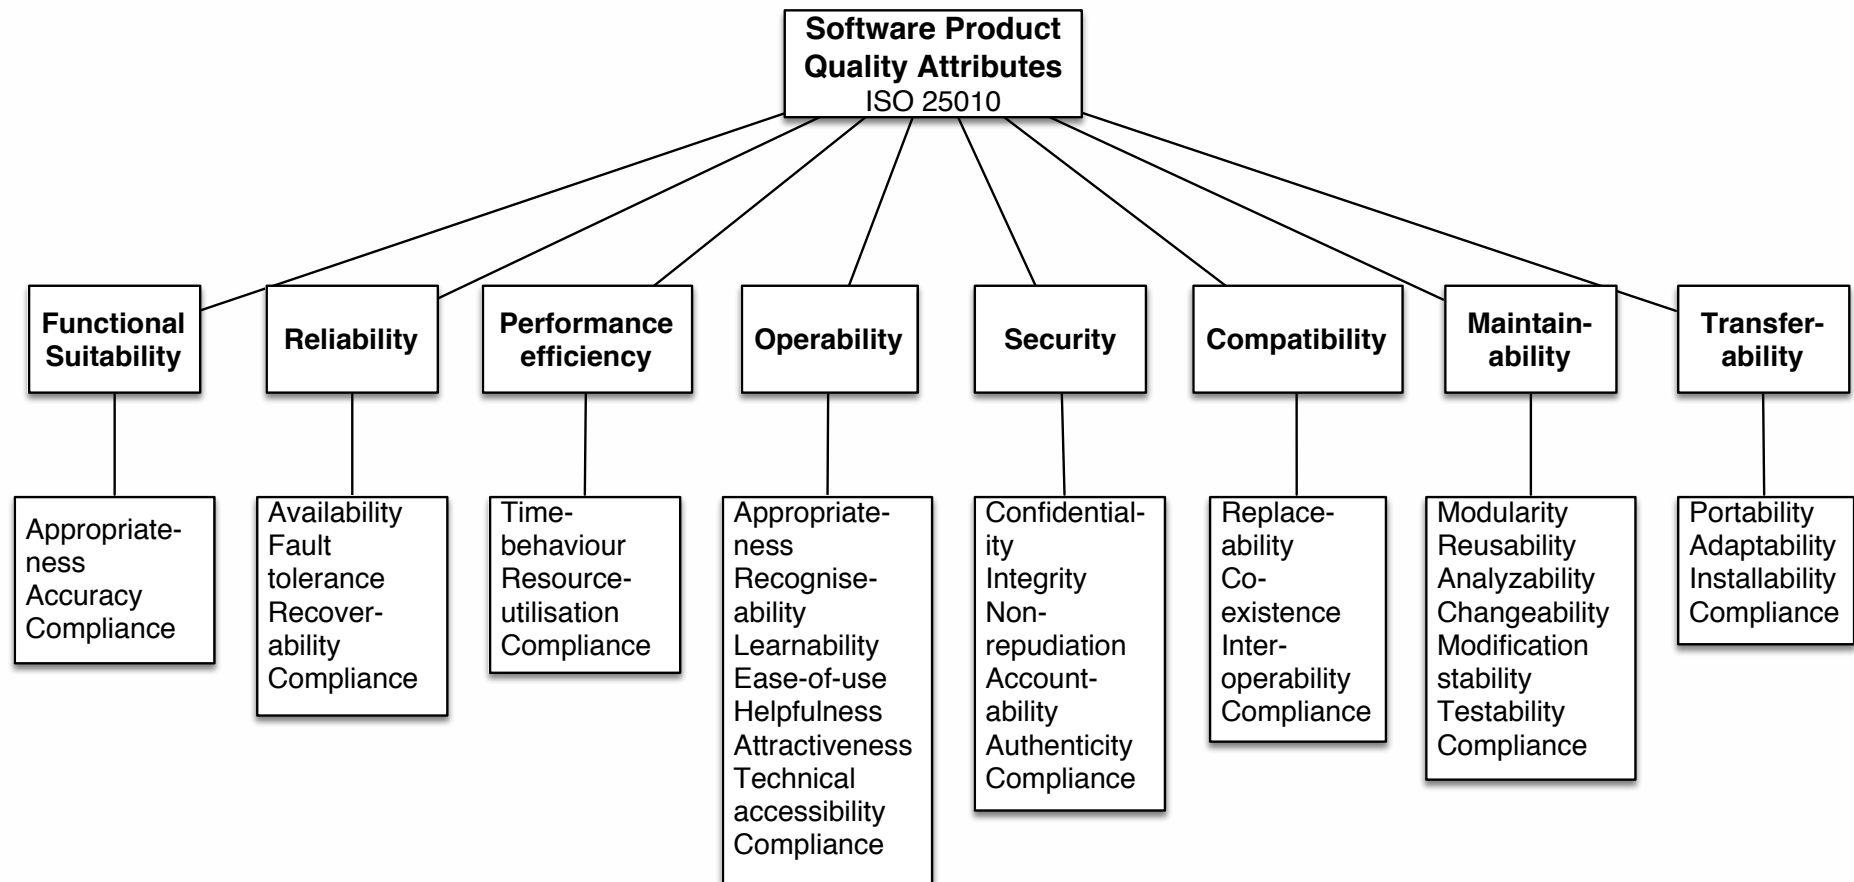 Software Product
Quality Attributes
ISO 25010
Functional
Suitability
Reliability
Performance
efficiency
Operability
Security
Compatibility
Maintain-
ability
Transfer-
ability
Appropriate-
ness
Accuracy
Compliance
Availability
Fault
tolerance
Recover-
ability
Compliance
Time-
behaviour
Resource-
utilisation
Compliance
Appropriate-
ness
Recognise-
ability
Learnability
Ease-of-use
Helpfulness
Attractiveness
Technical
accessibility
Compliance
Confidential-
ity
Integrity
Non-
repudiation
Account-
ability
Authenticity
Compliance
Replace-
ability
Co-
existence
Inter-
operability
Compliance
Modularity
Reusability
Analyzability
Changeability
Modification
stability
Testability
Compliance
Portability
Adaptability
Installability
Compliance